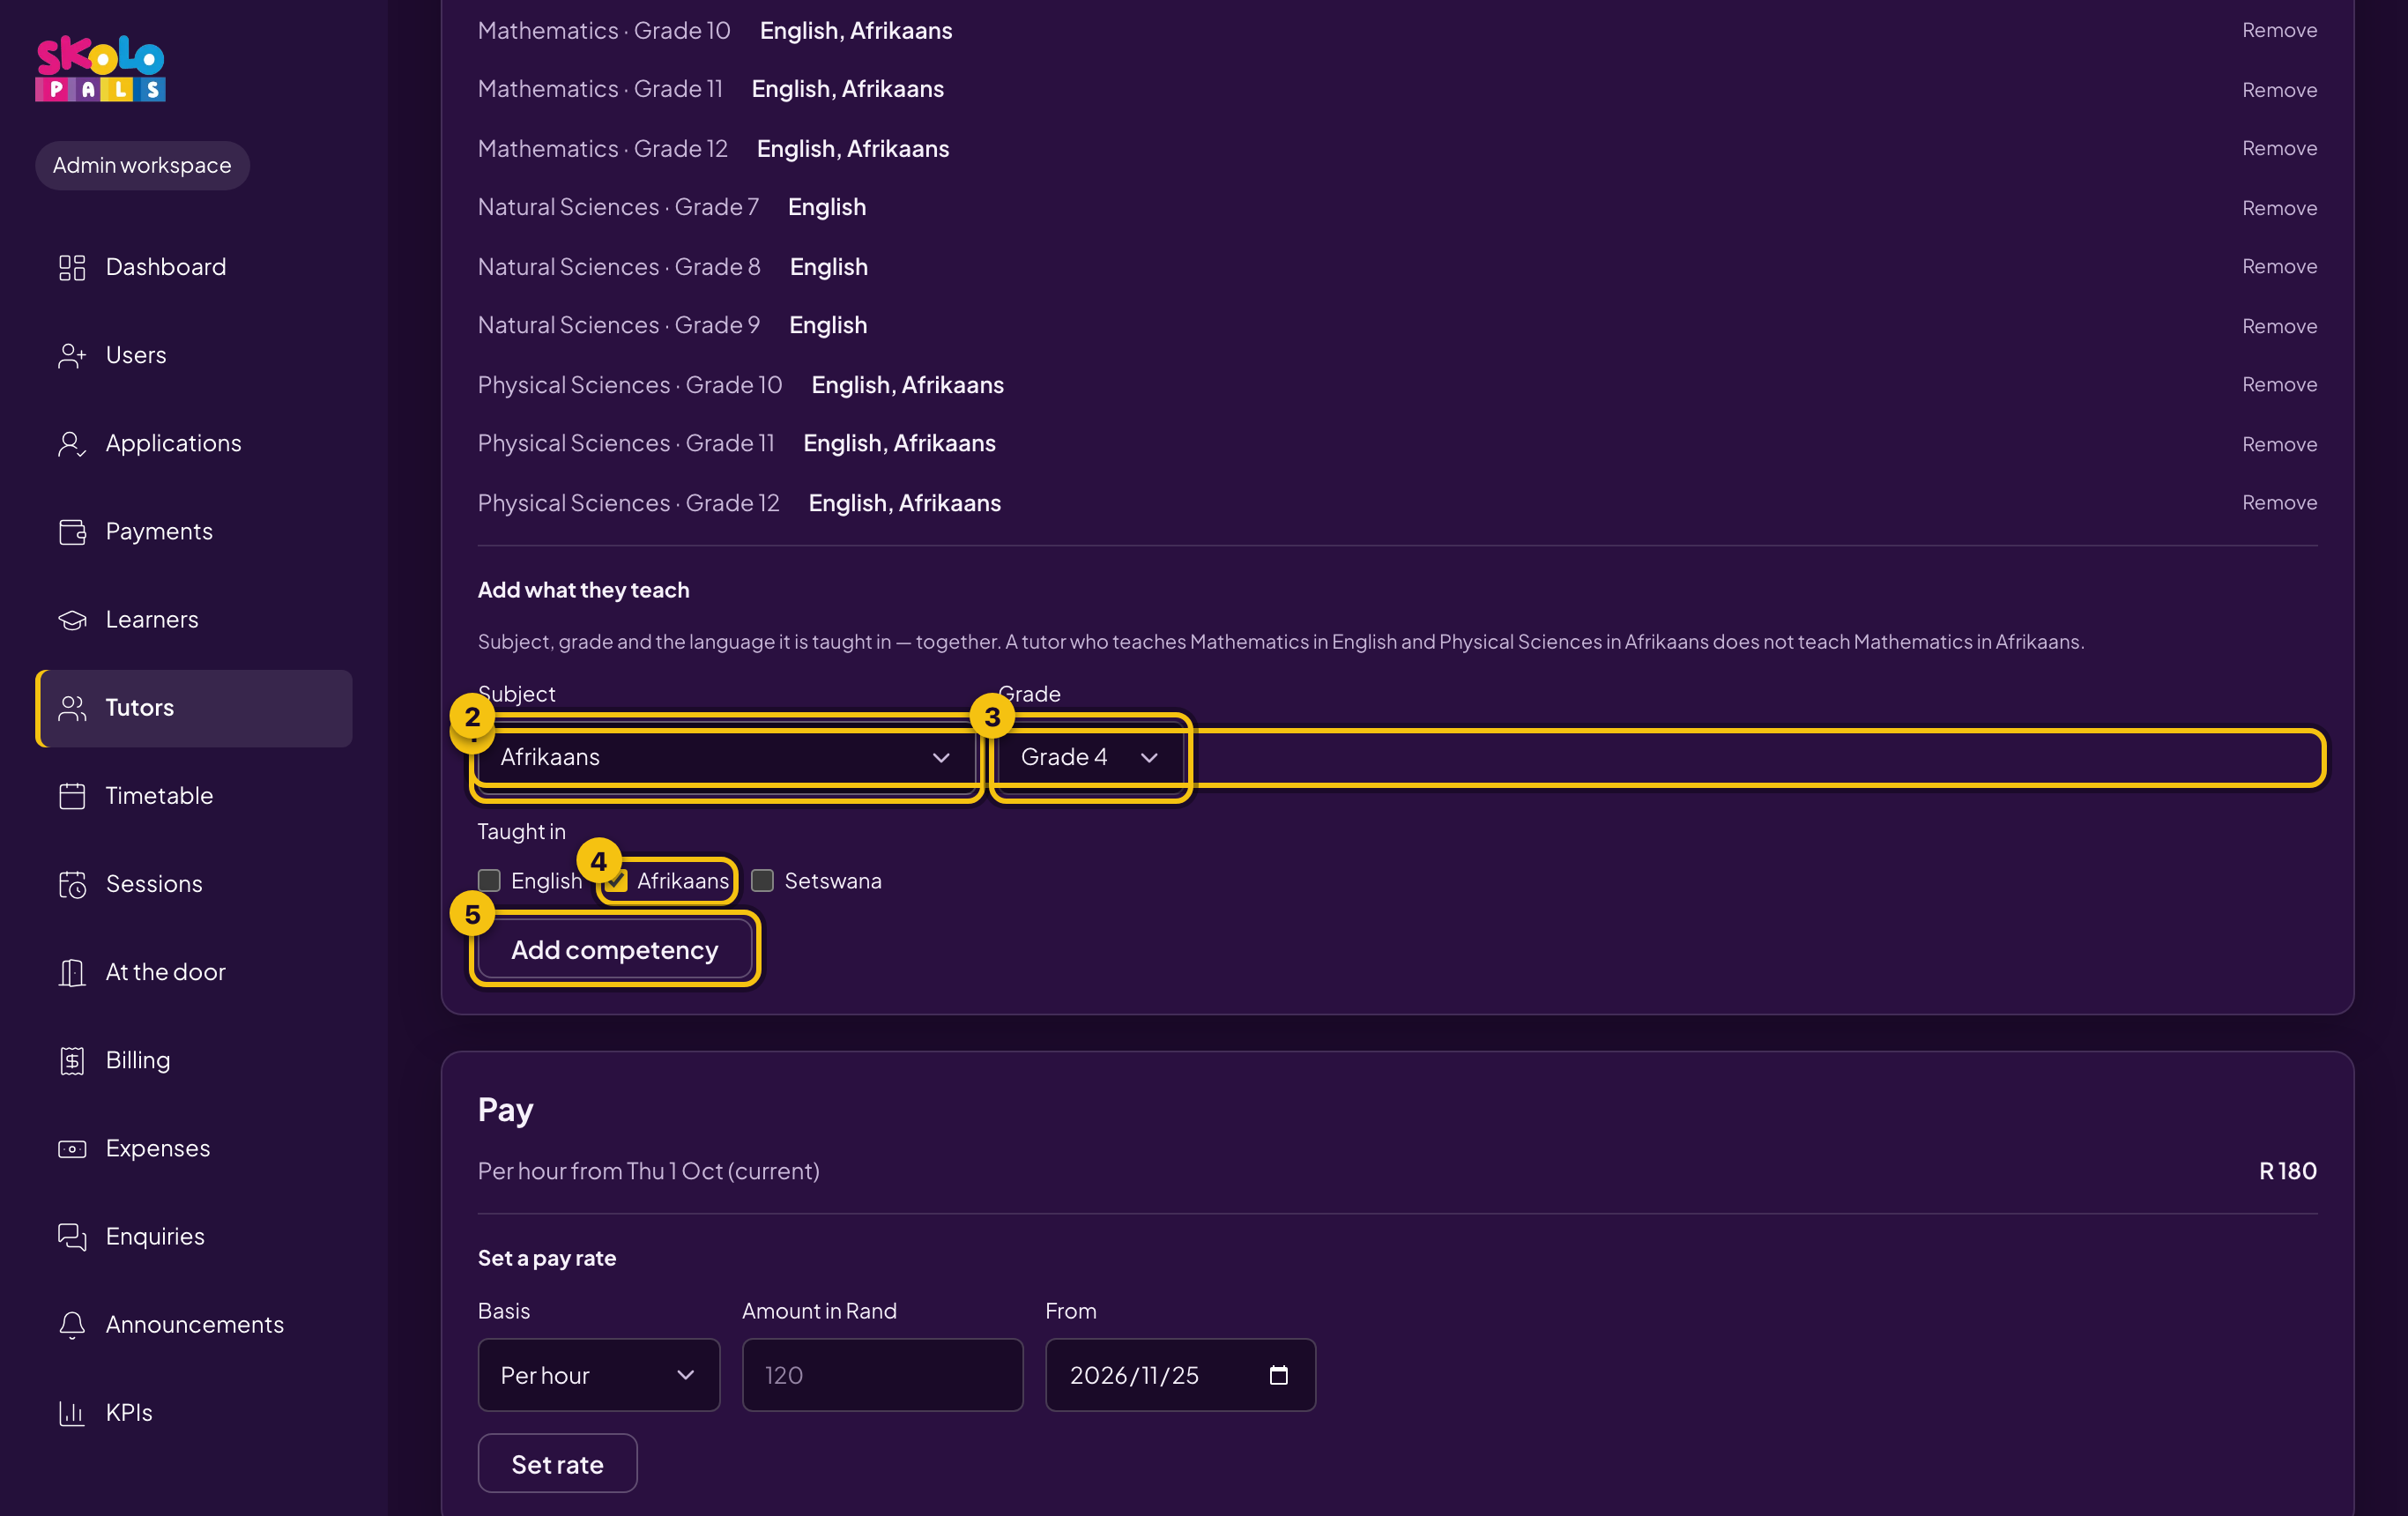 SKOLO
PALS
Admin workspace
Dashboard
Users
Applications
Payments
Learners
Tutors
Timetable
Sessions
At the door
Billing
Expenses
Enquiries
Announcements
KPIs
Mathematics · Grade 10 English, Afrikaans Remove
Mathematics · Grade 11 English, Afrikaans Remove
Mathematics · Grade 12 English, Afrikaans Remove
Natural Sciences · Grade 7 English Remove
Natural Sciences · Grade 8 English Remove
Natural Sciences · Grade 9 English Remove
Physical Sciences · Grade 10 English, Afrikaans Remove
Physical Sciences · Grade 11 English, Afrikaans Remove
Physical Sciences · Grade 12 English, Afrikaans Remove
Add what they teach
Subject, grade and the language it is taught in — together. A tutor who teaches Mathematics in English and Physical Sciences in Afrikaans does not teach Mathematics in Afrikaans.
Subject Grade
2 3
Afrikaans Grade 4
Taught in
4
English Afrikaans Setswana
5
Add competency
Pay
Per hour from Thu 1 Oct (current) R 180
Set a pay rate
Basis Amount in Rand From
Per hour 120 2026/11/25
Set rate